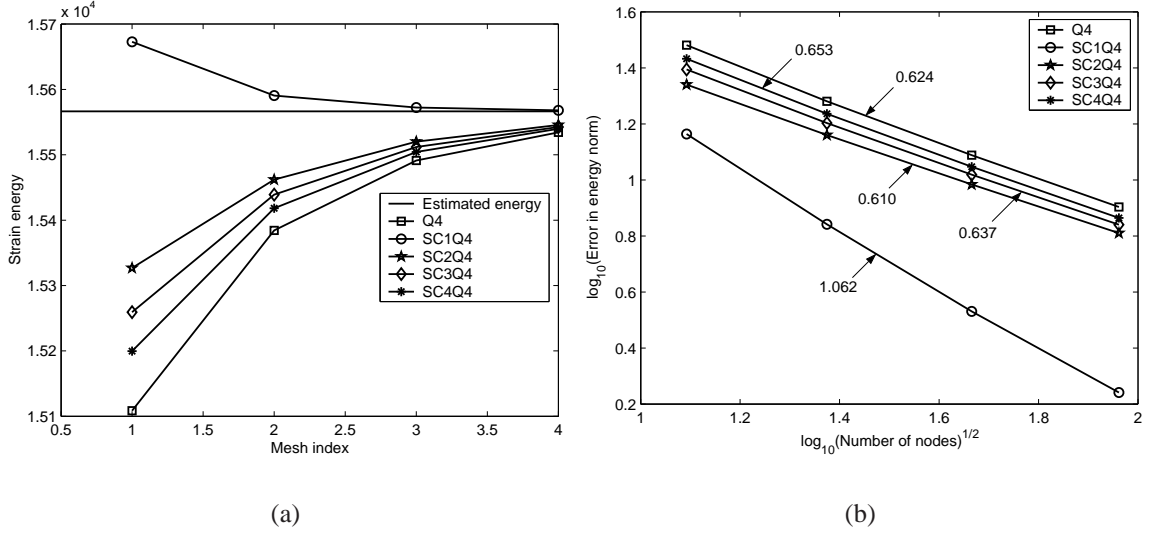 x 10^4
1.57
1.56
1.55
1.54
1.53
1.52
1.51
0.5 1 1.5 2 2.5 3 3.5 4
Mesh index
Strain energy
Estimated energy
Q4
SC1Q4
SC2Q4
SC3Q4
SC4Q4
(a)
1.6
1.4
1.2
1
0.8
0.6
0.4
0.2
1 1.2 1.4 1.6 1.8 2
log10(Number of nodes)^1/2
log10(Error in energy norm)
Q4
SC1Q4
SC2Q4
SC3Q4
SC4Q4
0.653
0.624
0.610
0.637
1.062
(b)